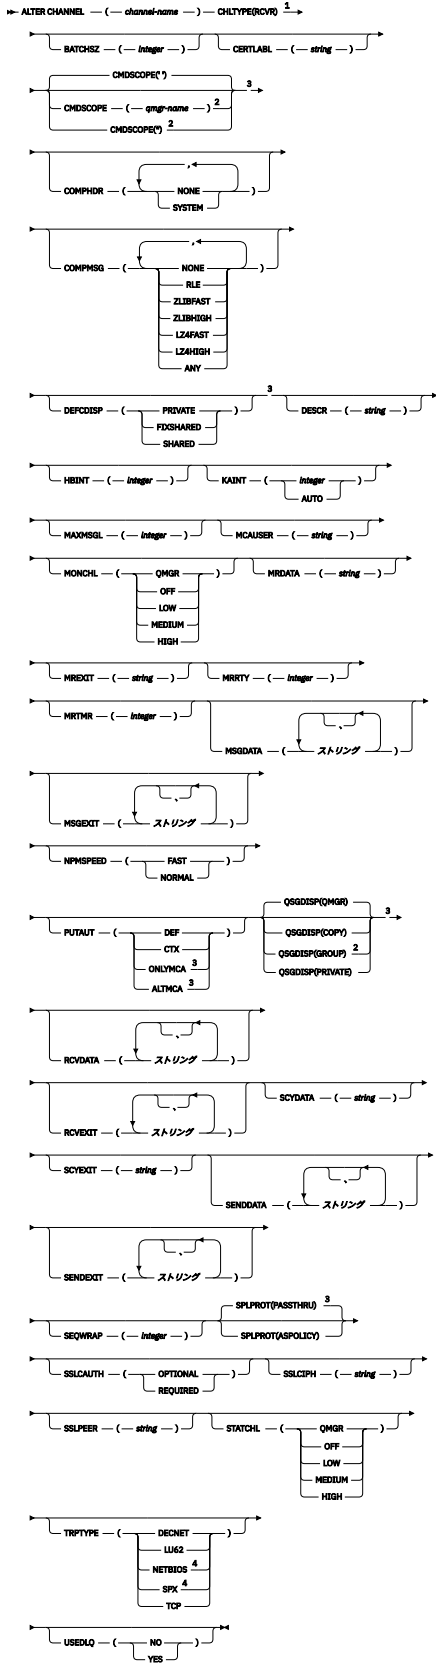 ALTER CHANNEL ( channel-name ) CHLTYPE(RCVR) 1
BATCHSZ ( integer ) CERTLABL ( string )
CMDSCOPE(' ')
3
CMDSCOPE ( qmgr-name ) 2
CMDSCOPE(*) 2
,
COMPHDR ( NONE )
SYSTEM
,
COMPMSG ( NONE )
RLE
ZLIBFAST
ZLIBHIGH
LZ4FAST
LZ4HIGH
ANY
3
DEFCDISP ( PRIVATE ) DESCR ( string )
FIXSHARED
SHARED
HBINT ( integer ) KAINT ( integer )
AUTO
MAXMSGL ( integer ) MCAUSER ( string )
MONCHL ( QMGR ) MRDATA ( string )
OFF
LOW
MEDIUM
HIGH
MREXIT ( string ) MRRTY ( integer )
MRTMR ( integer )
、
MSGDATA ( ストリング )
、
MSGEXIT ( ストリング )
NPMSPEED ( FAST )
NORMAL
QSGDISP(QMGR)
3
PUTAUT ( DEF ) QSGDISP(COPY)
CTX
QSGDISP(GROUP) 2
ONLYMCA 3
QSGDISP(PRIVATE)
ALTMCA 3
、
RCVDATA ( ストリング )
SCYDATA ( string )
、
RCVEXIT ( ストリング )
SCYEXIT ( string )
、
SENDDATA ( ストリング )
、
SENDEXIT ( ストリング )
SPLPROT(PASSTHRU) 3
SEQWRAP ( integer ) SPLPROT(ASPOLICY)
SSLCAUTH ( OPTIONAL ) SSLCIPH ( string )
REQUIRED
SSLPEER ( string ) STATCHL ( QMGR )
OFF
LOW
MEDIUM
HIGH
TRPTYPE ( DECNET )
LU62
NETBIOS 4
SPX 4
TCP
USEDLQ ( NO )
YES